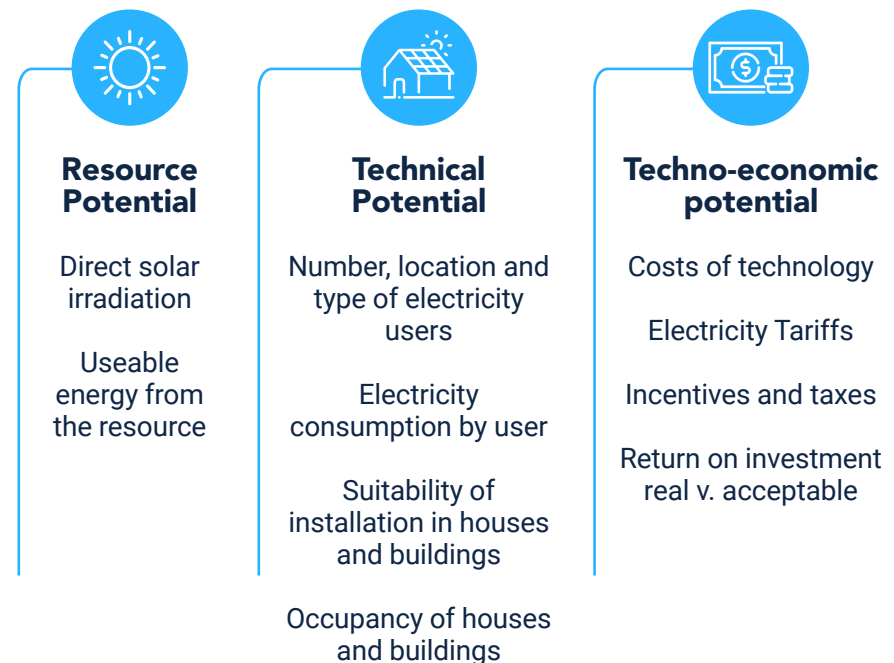 Resource
Potential
Direct solar
irradiation
Useable
energy from
the resource
Technical
Potential
Number, location and
type of electricity
users
Electricity
consumption by user
Suitability of
installation in houses
and buildings
Occupancy of houses
and buildings
$
Techno-economic
potential
Costs of technology
Electricity Tariffs
Incentives and taxes
Return on investment
real v. acceptable